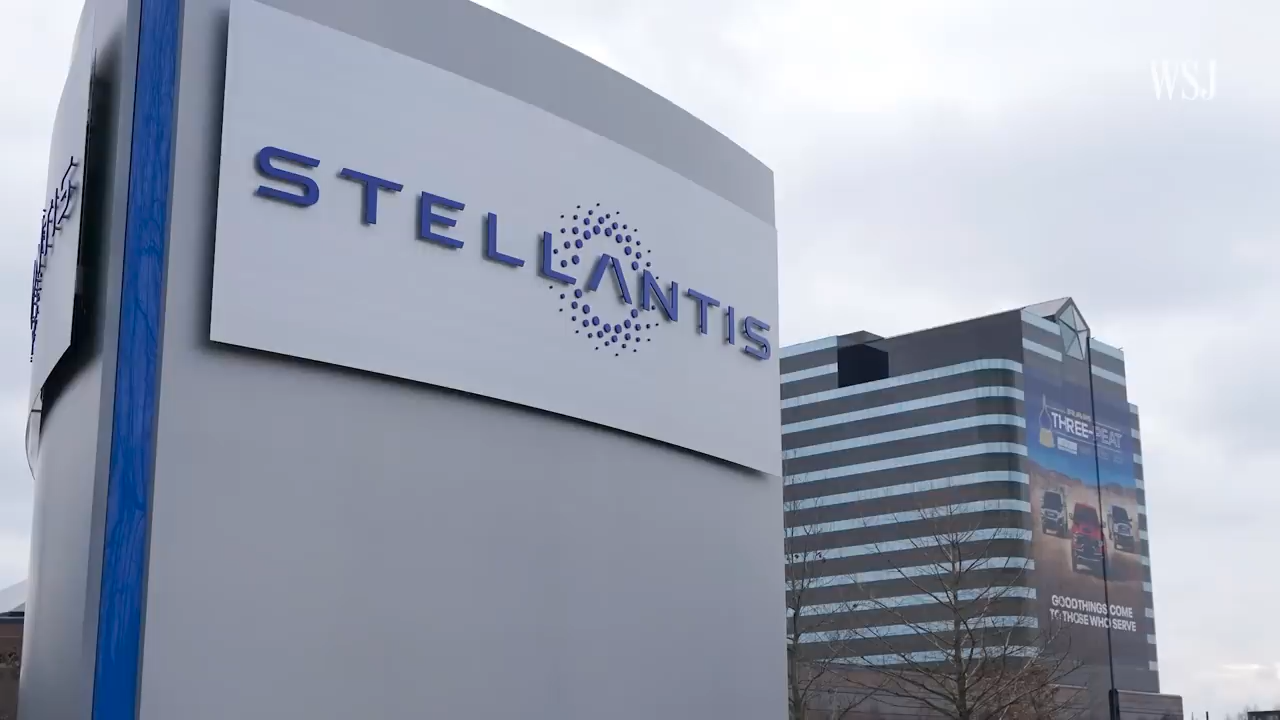 WSJ
STELLANTIS
THREE-PEAT
GOOD THINGS COME
TO THOSE WHO SERVE